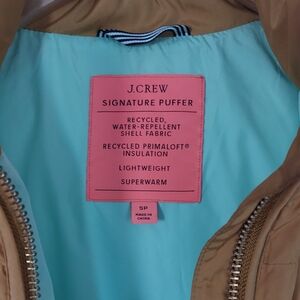 J.CREW
SIGNATURE PUFFER
RECYCLED,
WATER-REPELLENT
SHELL FABRIC
RECYCLED PRIMALOFT®
INSULATION
LIGHTWEIGHT
SUPERWARM
SP
MADE IN
CHINA